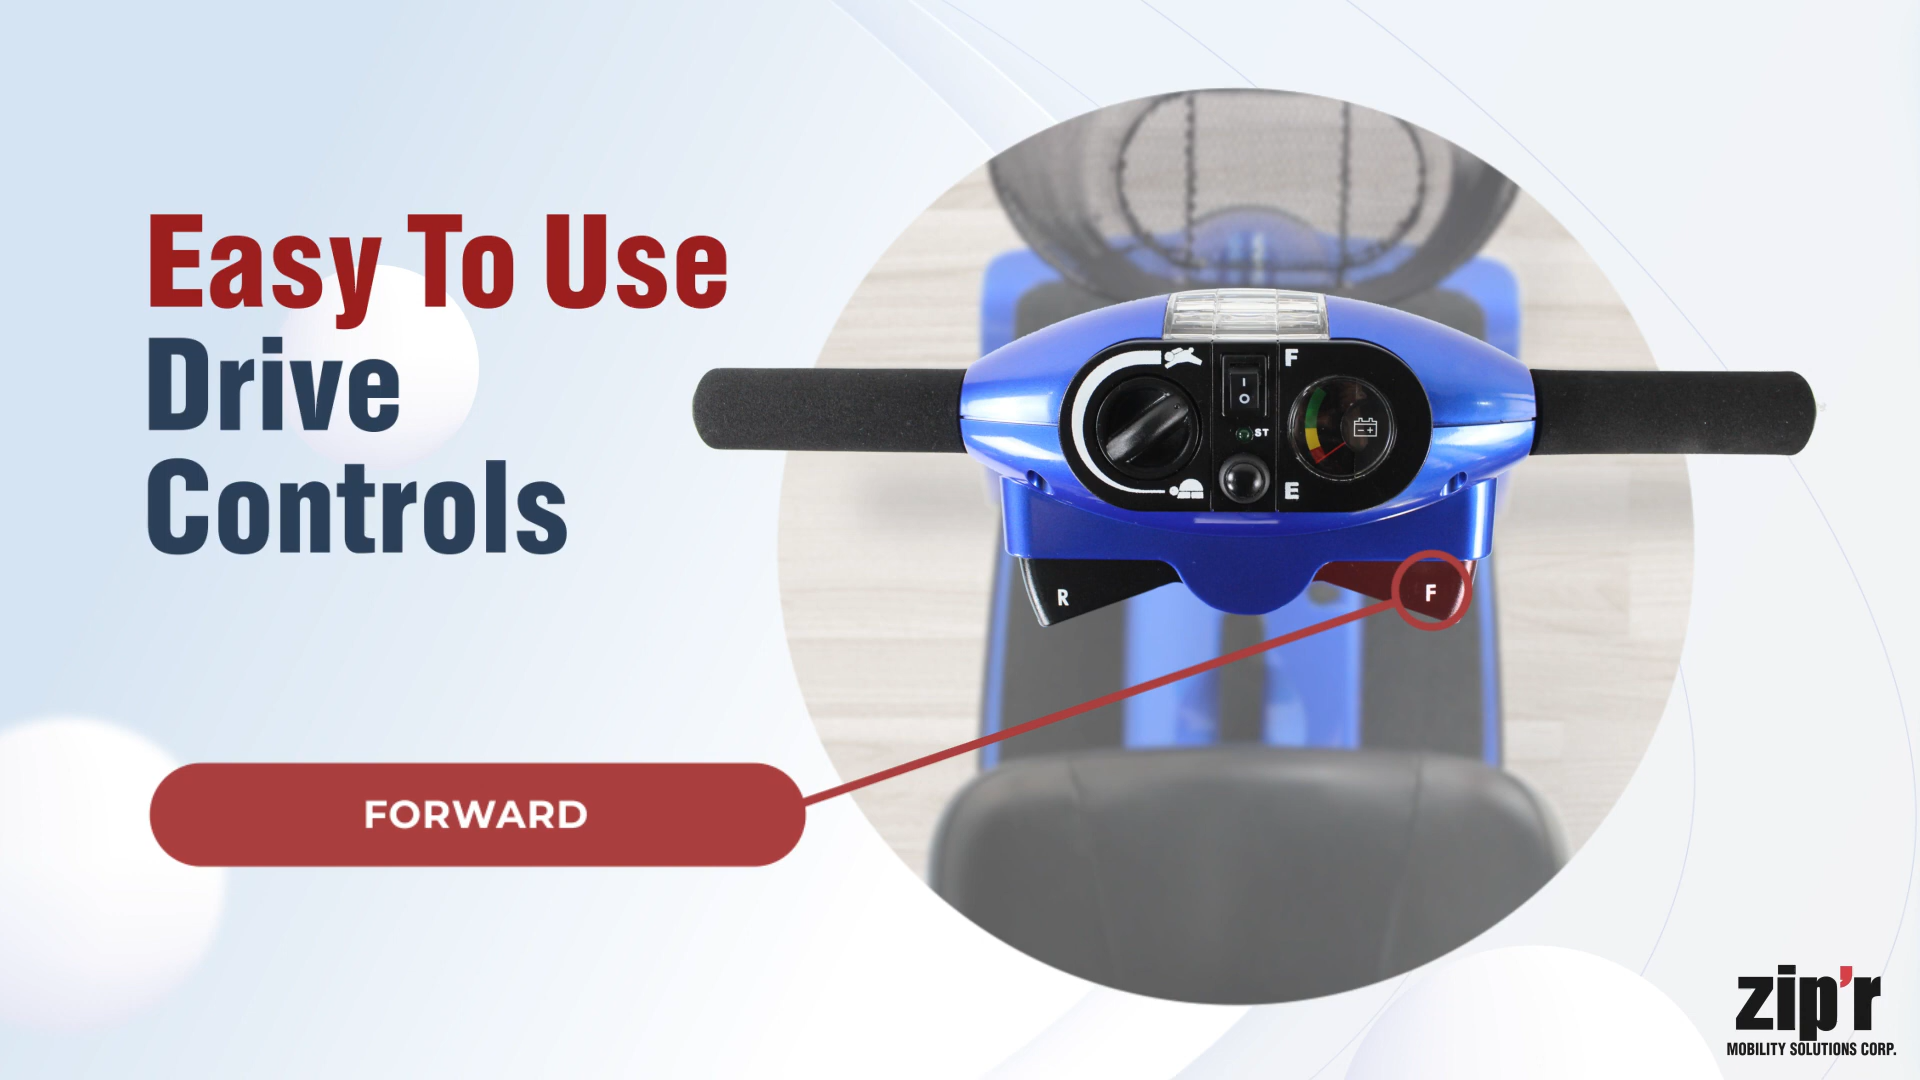 Easy To Use
Drive
Controls
FORWARD
F
I
O
ST
E
R
F
zip'r
MOBILITY SOLUTIONS CORP.